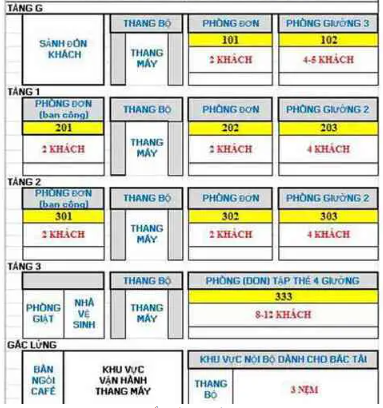 TẦNG G
THANG BỘ PHÒNG ĐƠN PHÒNG GIƯỜNG 3
SẢNH ĐÓN KHÁCH
THANG MÁY
101 102
2 KHÁCH 4-5 KHÁCH
TẦNG 1
PHÒNG ĐƠN (ban công) THANG BỘ PHÒNG ĐƠN PHÒNG GIƯỜNG 2
201 202 203
THANG MÁY
2 KHÁCH 2 KHÁCH 4 KHÁCH
TẦNG 2
PHÒNG ĐƠN (ban công) THANG BỘ PHÒNG ĐƠN PHÒNG GIƯỜNG 2
301 302 303
THANG MÁY
2 KHÁCH 2 KHÁCH 4 KHÁCH
TẦNG 3
THANG BỘ PHÒNG (DON) TẬP THỂ 4 GIƯỜNG
333
PHÒNG GIẶT
NHÀ VỆ SINH
THANG MÁY
8-12 KHÁCH
GÁC LỬNG
BÀN NGỒI CAFÉ
KHU VỰC VẬN HÀNH THANG MÁY
KHU VỰC NỘI BỘ DÀNH CHO BÁC TÀI
THANG BỘ
3 NỆM